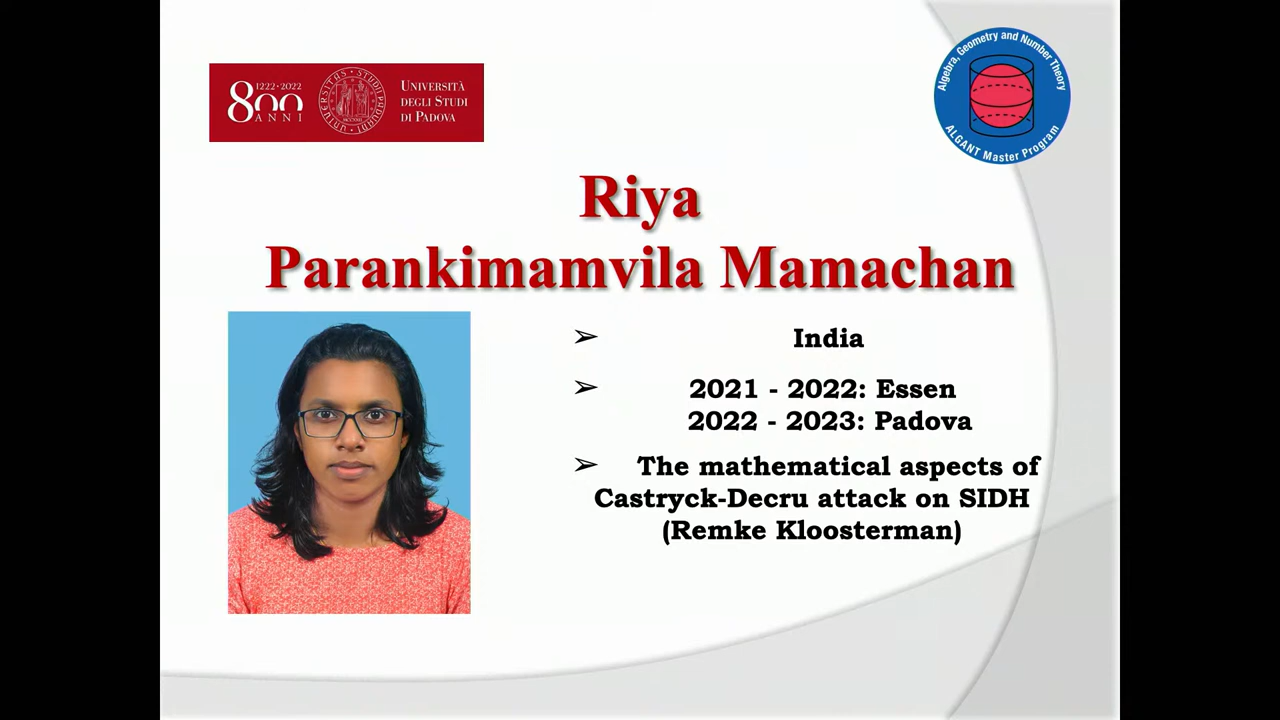 1222·2022
800
ANNI
UNIVERSITÀ
DEGLI STUDI
DI PADOVA
Algebra, Geometry and Number Theory
ALGANT Master Program
Riya
Parankimamvila Mamachan
➢ India
➢ 2021 - 2022: Essen
2022 - 2023: Padova
➢ The mathematical aspects of
Castryck-Decru attack on SIDH
(Remke Kloosterman)